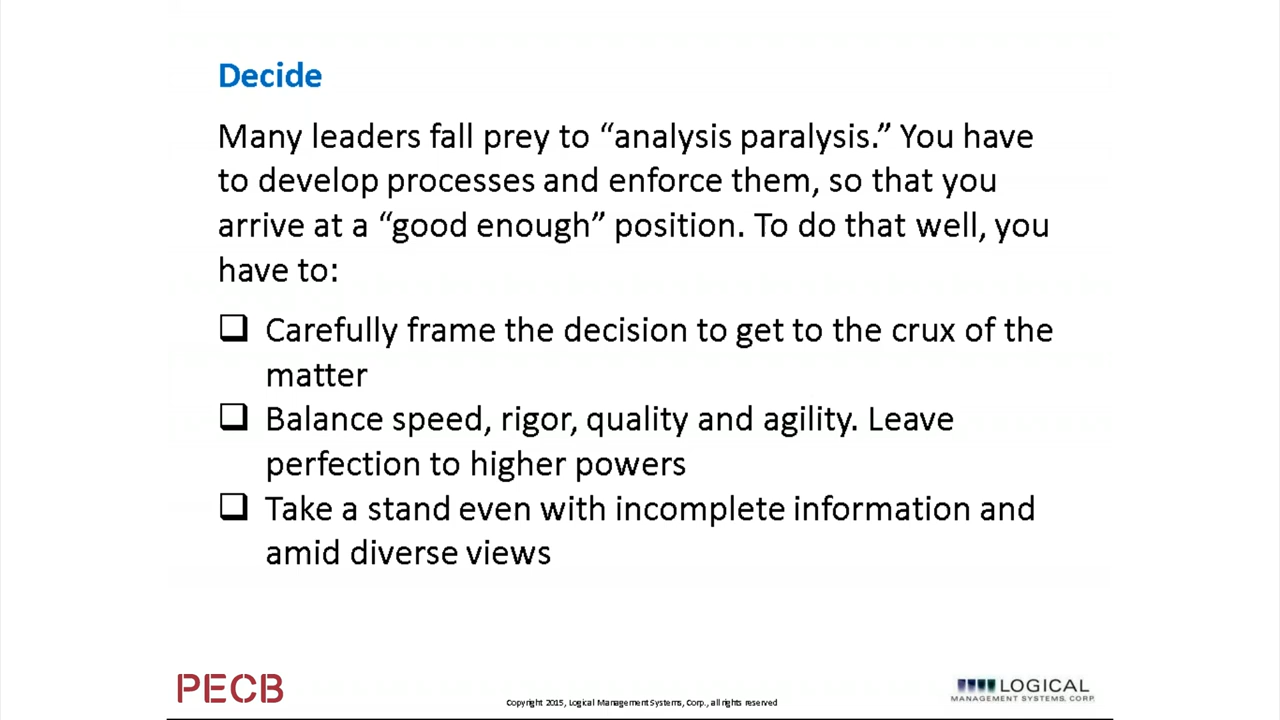 Decide
Many leaders fall prey to “analysis paralysis.” You have
to develop processes and enforce them, so that you
arrive at a “good enough” position. To do that well, you
have to:
Carefully frame the decision to get to the crux of the
matter
Balance speed, rigor, quality and agility. Leave
perfection to higher powers
Take a stand even with incomplete information and
amid diverse views
PECB
Copyright 2015, Logical Management Systems, Corp., all rights reserved
LOGICAL
MANAGEMENT SYSTEMS, CORP.